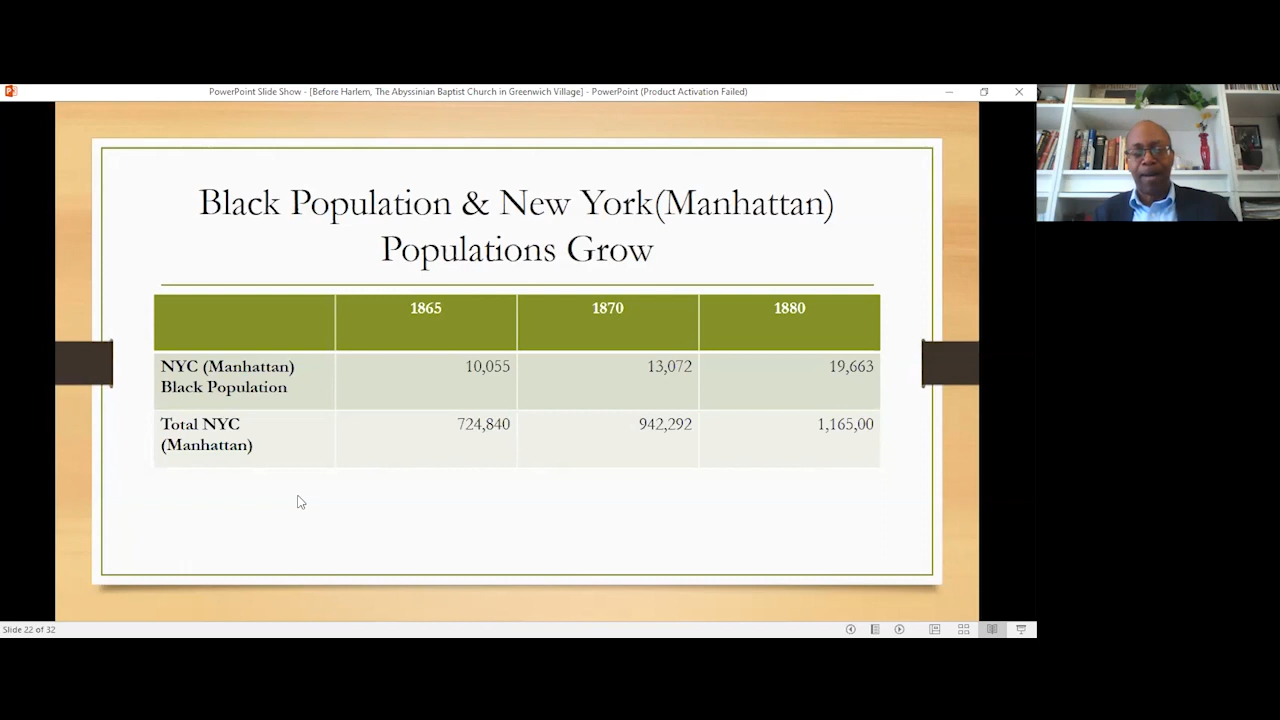 PowerPoint Slide Show - [Before Harlem, The Abyssinian Baptist Church in Greenwich Village] - PowerPoint (Product Activation Failed)
Black Population & New York(Manhattan)
Populations Grow
1865 1870 1880
NYC (Manhattan)
Black Population 10,055 13,072 19,663
Total NYC
(Manhattan) 724,840 942,292 1,165,00
Slide 22 of 32